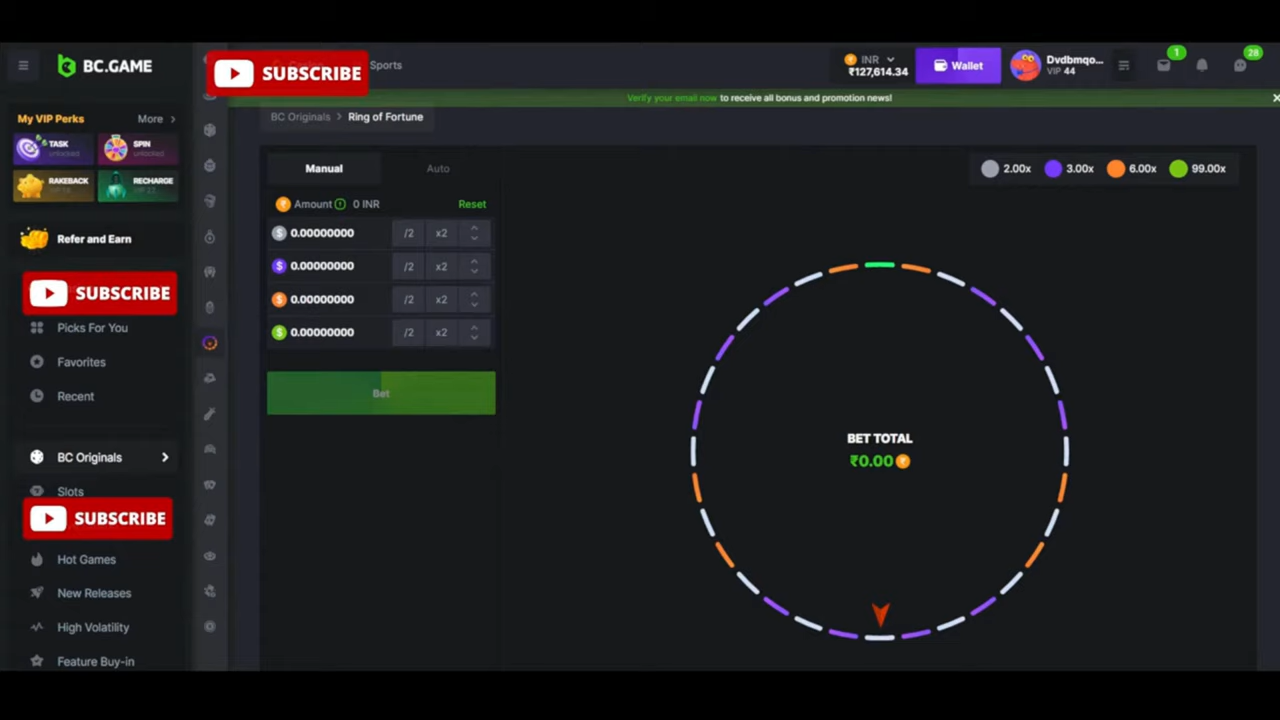 BC.GAME
SUBSCRIBE
Sports
INR
₹127,614.34
Wallet
Dvdbmqo...
VIP 44
1
28
Verify your email now to receive all bonus and promotion news!
My VIP Perks
More
TASK
unlocked
SPIN
unlocked
RAKEBACK
RECHARGE
VIP 22
Refer and Earn
SUBSCRIBE
Picks For You
Favorites
Recent
BC Originals
Slots
SUBSCRIBE
Hot Games
New Releases
High Volatility
Feature Buy-in
BC Originals > Ring of Fortune
Manual
Auto
Amount 0 INR
Reset
0.00000000 /2 x2
0.00000000 /2 x2
0.00000000 /2 x2
0.00000000 /2 x2
Bet
2.00x 3.00x 6.00x 99.00x
BET TOTAL
₹0.00